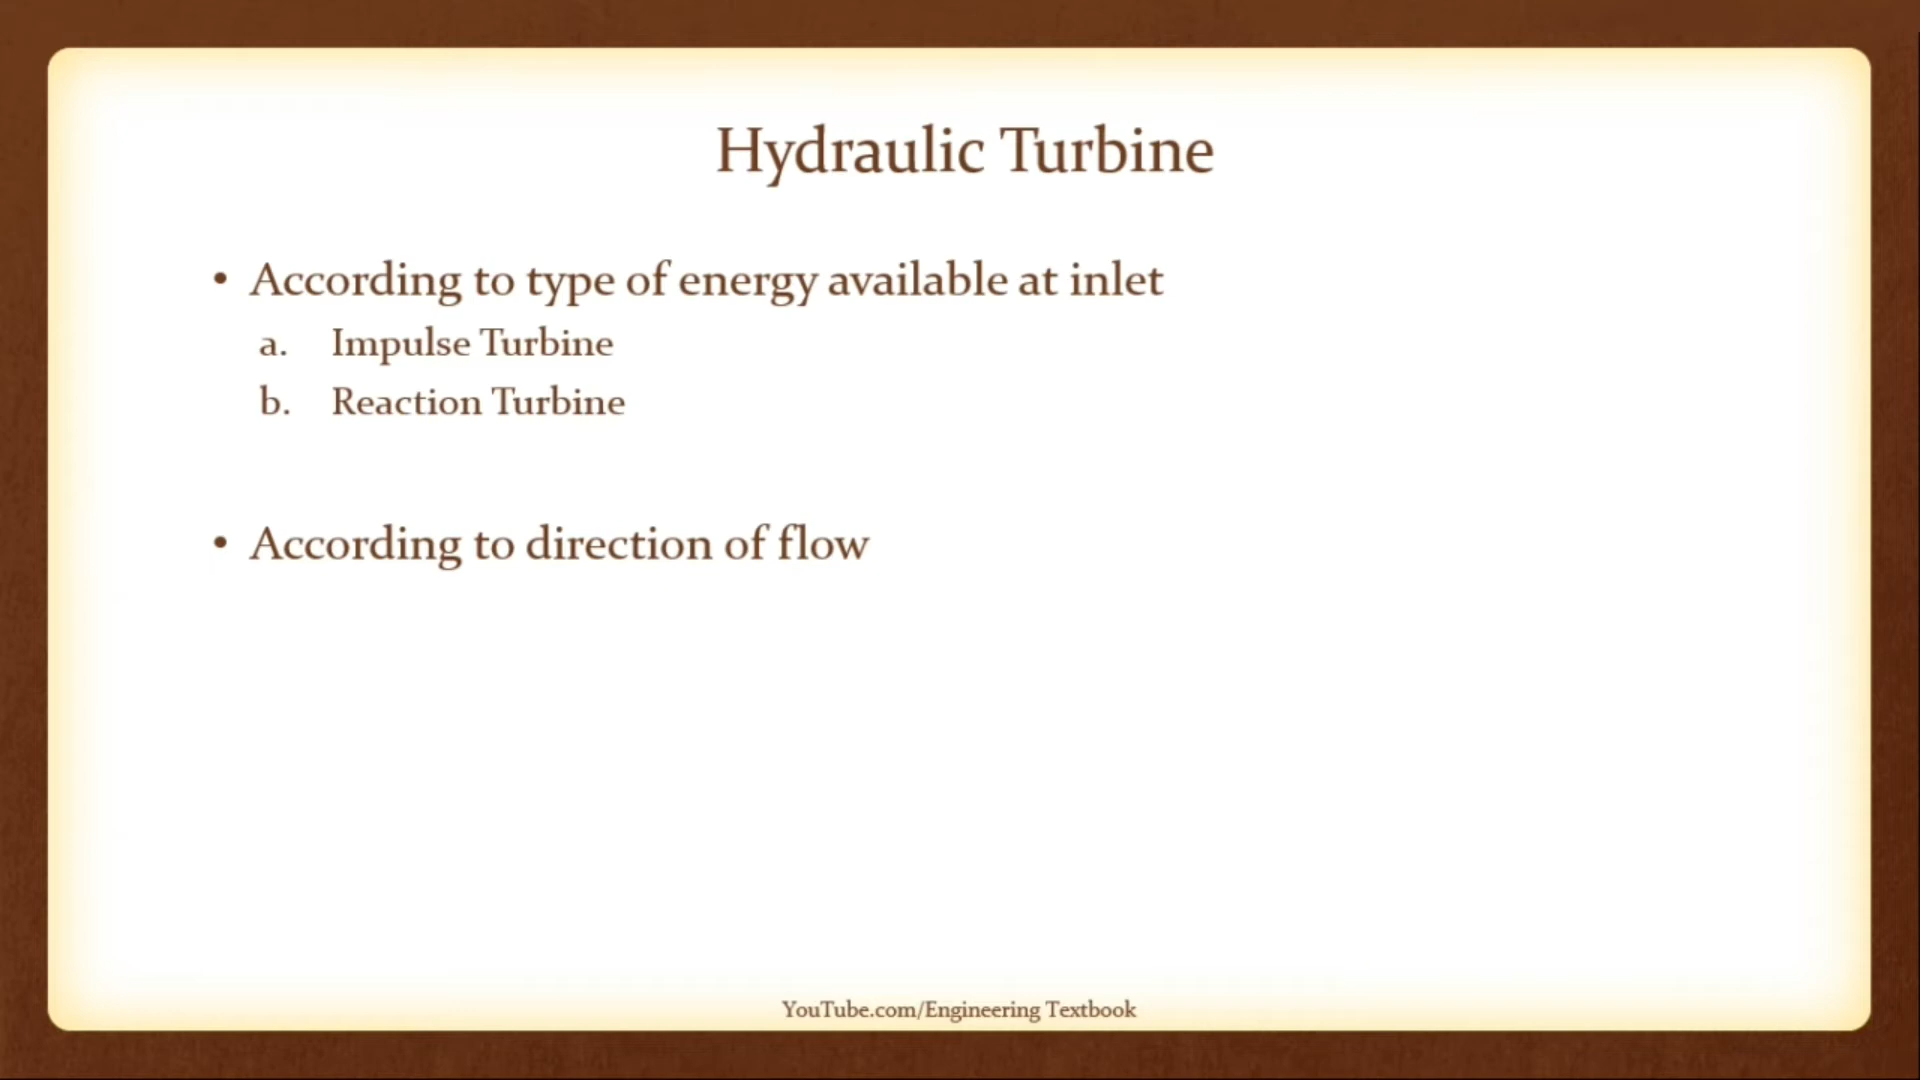 Hydraulic Turbine
• According to type of energy available at inlet
a. Impulse Turbine
b. Reaction Turbine
• According to direction of flow
YouTube.com/Engineering Textbook